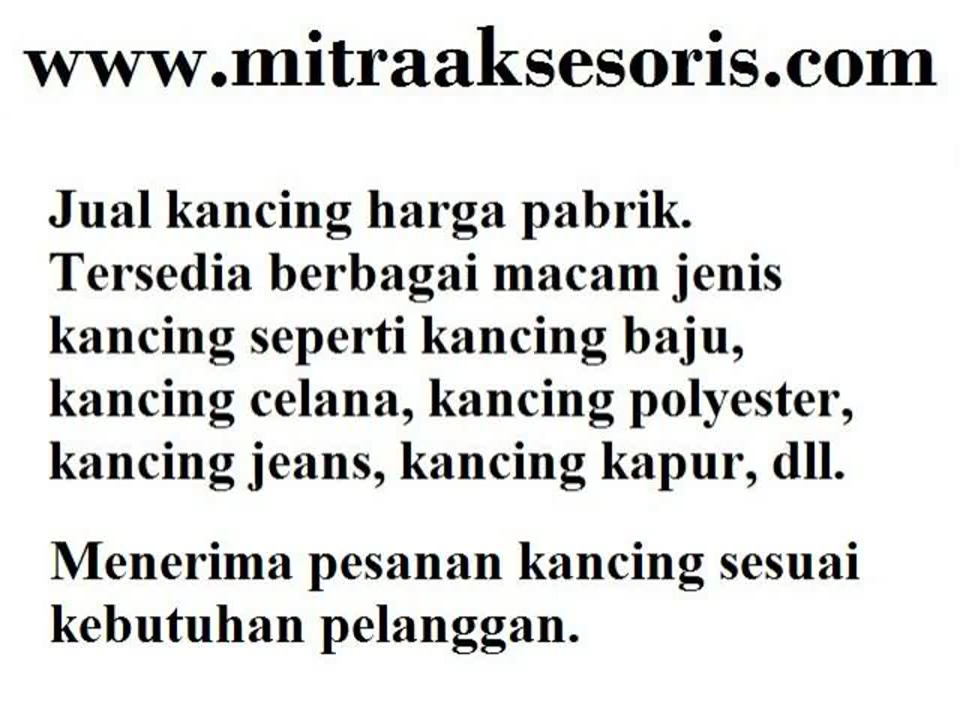 www.mitraaksesoris.com
Jual kancing harga pabrik.
Tersedia berbagai macam jenis
kancing seperti kancing baju,
kancing celana, kancing polyester,
kancing jeans, kancing kapur, dll.
Menerima pesanan kancing sesuai
kebutuhan pelanggan.